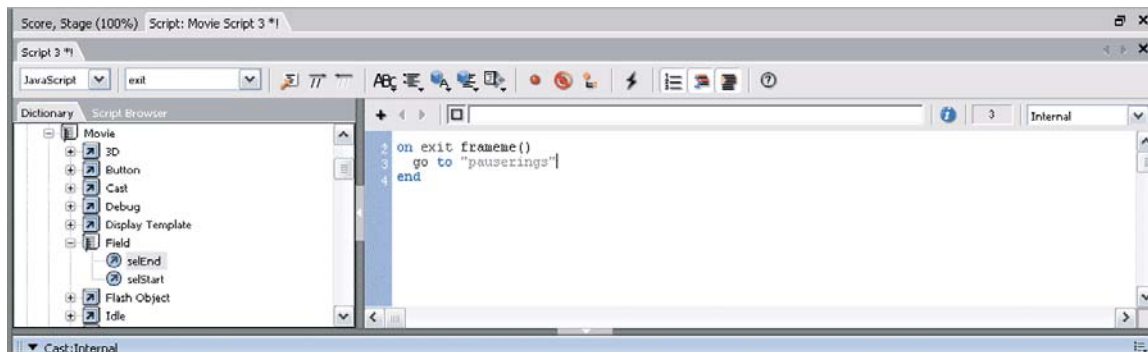 Score, Stage (100%) Script: Movie Script 3 *!
Script 3 *!
JavaScript exit
Dictionary Script Browser
3 Internal
Movie
3D
Button
Cast
Debug
Display Template
Field
selEnd
selStart
Flash Object
Idle
2 on exit frameme()
3 go to "pauserings"
4 end
Cast:Internal